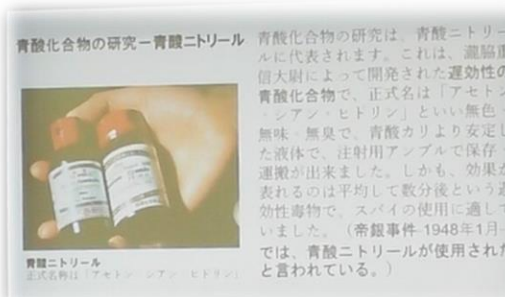 青酸化合物の研究ー青酸ニトリール
青酸化合物の研究は、青酸ニトリー
ルに代表されます。これは、瀧脇重
信大尉によって開発された遅効性の
青酸化合物で、正式名は「アセトン
・シアン・ヒトリン」といい無色・
無味・無臭で、青酸カリより安定し
た液体で、注射用アンプルで保存・
運搬が出来ました。しかも、効果が
表れるのは平均して数分後という遅
効性毒物で、スパイの使用に適して
いました。（帝銀事件-1948年1月-
では、青酸ニトリールが使用された
と言われている。）
青酸ニトリール
正式名称は「アセトン・シアン・ヒトリン」